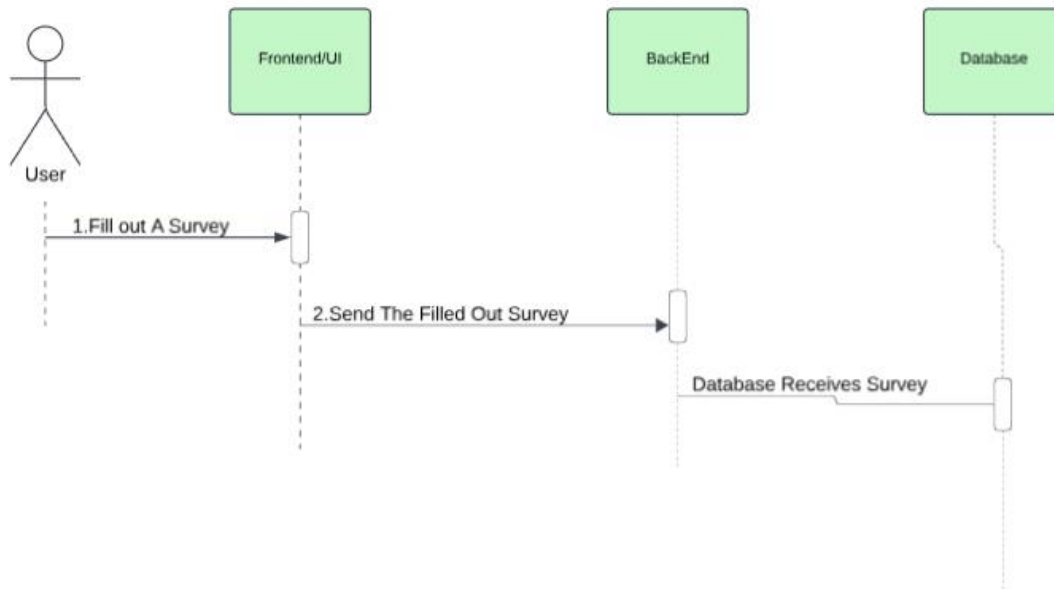 Frontend/UI
BackEnd
Database
User
1.Fill out A Survey
2.Send The Filled Out Survey
Database Receives Survey